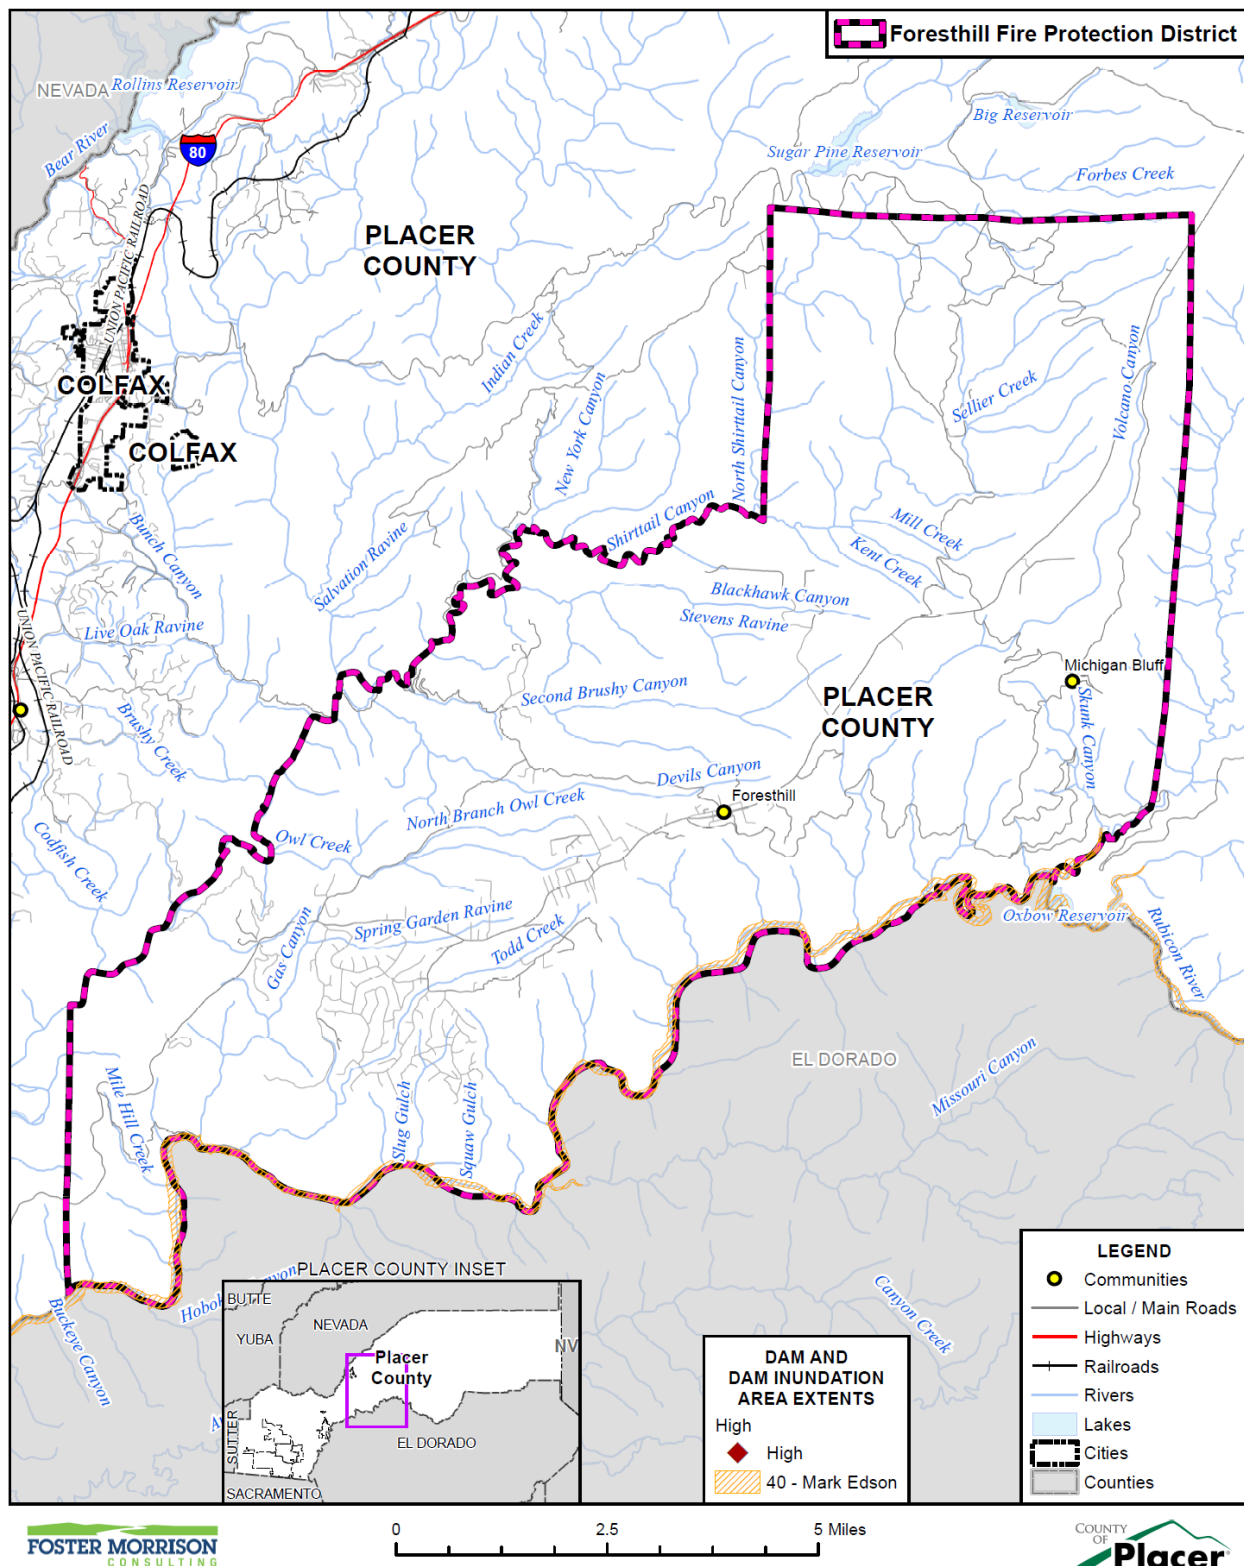 Foresthill Fire Protection District
NEVADA
Rollins Reservoir
Big Reservoir
Bear River
80
Sugar Pine Reservoir
Forbes Creek
UNION PACIFIC RAILROAD
PLACER
COUNTY
Indian Creek
COLFAX
COLFAX
New York Canyon
North Shirttail Canyon
Sellier Creek
Volcano Canyon
Bunch Canyon
Salvation Ravine
Shirttail Canyon
Mill Creek
Kent Creek
Blackhawk Canyon
Stevens Ravine
Live Oak Ravine
UNION PACIFIC RAILROAD
Michigan Bluff
Second Brushy Canyon
PLACER
COUNTY
Skunk Canyon
Brushy Creek
Devils Canyon
Foresthill
North Branch Owl Creek
Owl Creek
Codfish Creek
Spring Garden Ravine
Todd Creek
Gas Canyon
Oxbow Reservoir
Rubicon River
EL DORADO
Missouri Canyon
Mile Hill Creek
Slug Gulch
Squaw Gulch
Buckeye Canyon
Canyon Creek
PLACER COUNTY INSET
BUTTE
YUBA
NEVADA
NV
Placer
County
SUTTER
EL DORADO
SACRAMENTO
DAM AND
DAM INUNDATION
AREA EXTENTS
High
High
40 - Mark Edson
LEGEND
Communities
Local / Main Roads
Highways
Railroads
Rivers
Lakes
Cities
Counties
FOSTER MORRISON
CONSULTING
0 2.5 5 Miles
COUNTY
OF
Placer